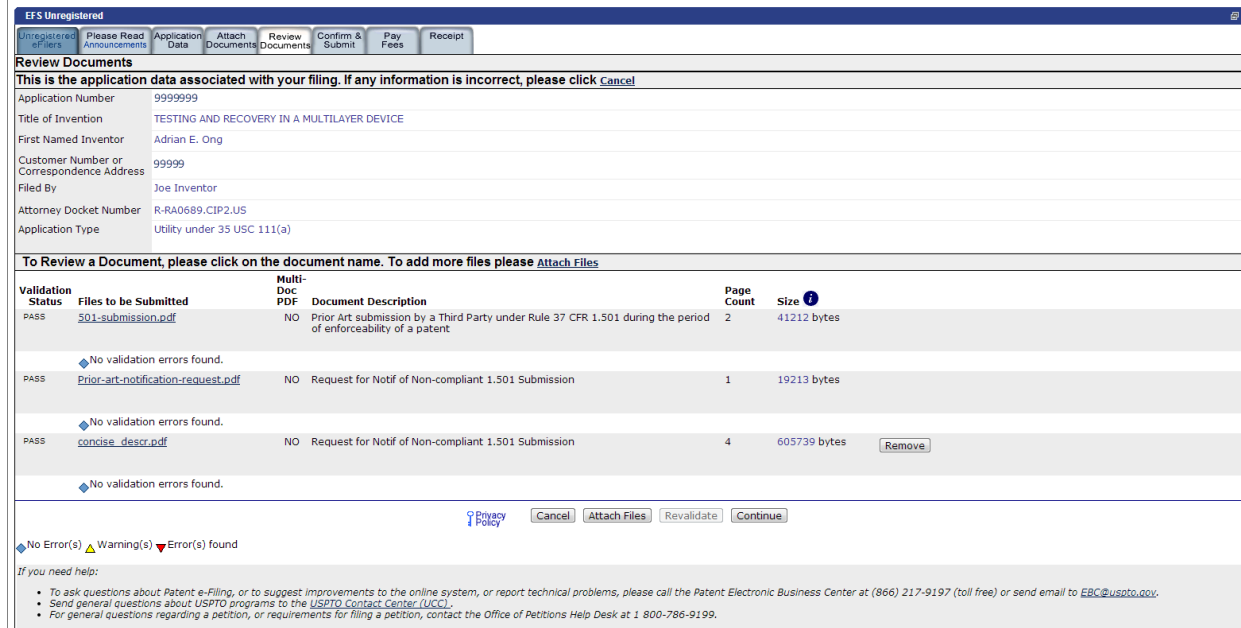 EFS Unregistered
Unregistered eFilers
Please Read Announcements
Application Data
Attach Documents
Review Documents
Confirm & Submit
Pay Fees
Receipt
Review Documents
This is the application data associated with your filing. If any information is incorrect, please click Cancel
Application Number 9999999
Title of Invention TESTING AND RECOVERY IN A MULTILAYER DEVICE
First Named Inventor Adrian E. Ong
Customer Number or
Correspondence Address 99999
Filed By Joe Inventor
Attorney Docket Number R-RA0689.CIP2.US
Application Type Utility under 35 USC 111(a)
To Review a Document, please click on the document name. To add more files please Attach Files
Validation Status Files to be Submitted Multi-Doc PDF Document Description Page Count Size i
PASS 501-submission.pdf NO Prior Art submission by a Third Party under Rule 37 CFR 1.501 during the period 2 41212 bytes
of enforceability of a patent
No validation errors found.
PASS Prior-art-notification-request.pdf NO Request for Notif of Non-compliant 1.501 Submission 1 19213 bytes
No validation errors found.
PASS concise_descr.pdf NO Request for Notif of Non-compliant 1.501 Submission 4 605739 bytes Remove
No validation errors found.
Privacy Policy Cancel Attach Files Revalidate Continue
No Error(s) Warning(s) Error(s) found
If you need help:
• To ask questions about Patent e-Filing, or to suggest improvements to the online system, or report technical problems, please call the Patent Electronic Business Center at (866) 217-9197 (toll free) or send email to EBC@uspto.gov.
• Send general questions about USPTO programs to the USPTO Contact Center (UCC) .
• For general questions regarding a petition, or requirements for filing a petition, contact the Office of Petitions Help Desk at 1 800-786-9199.